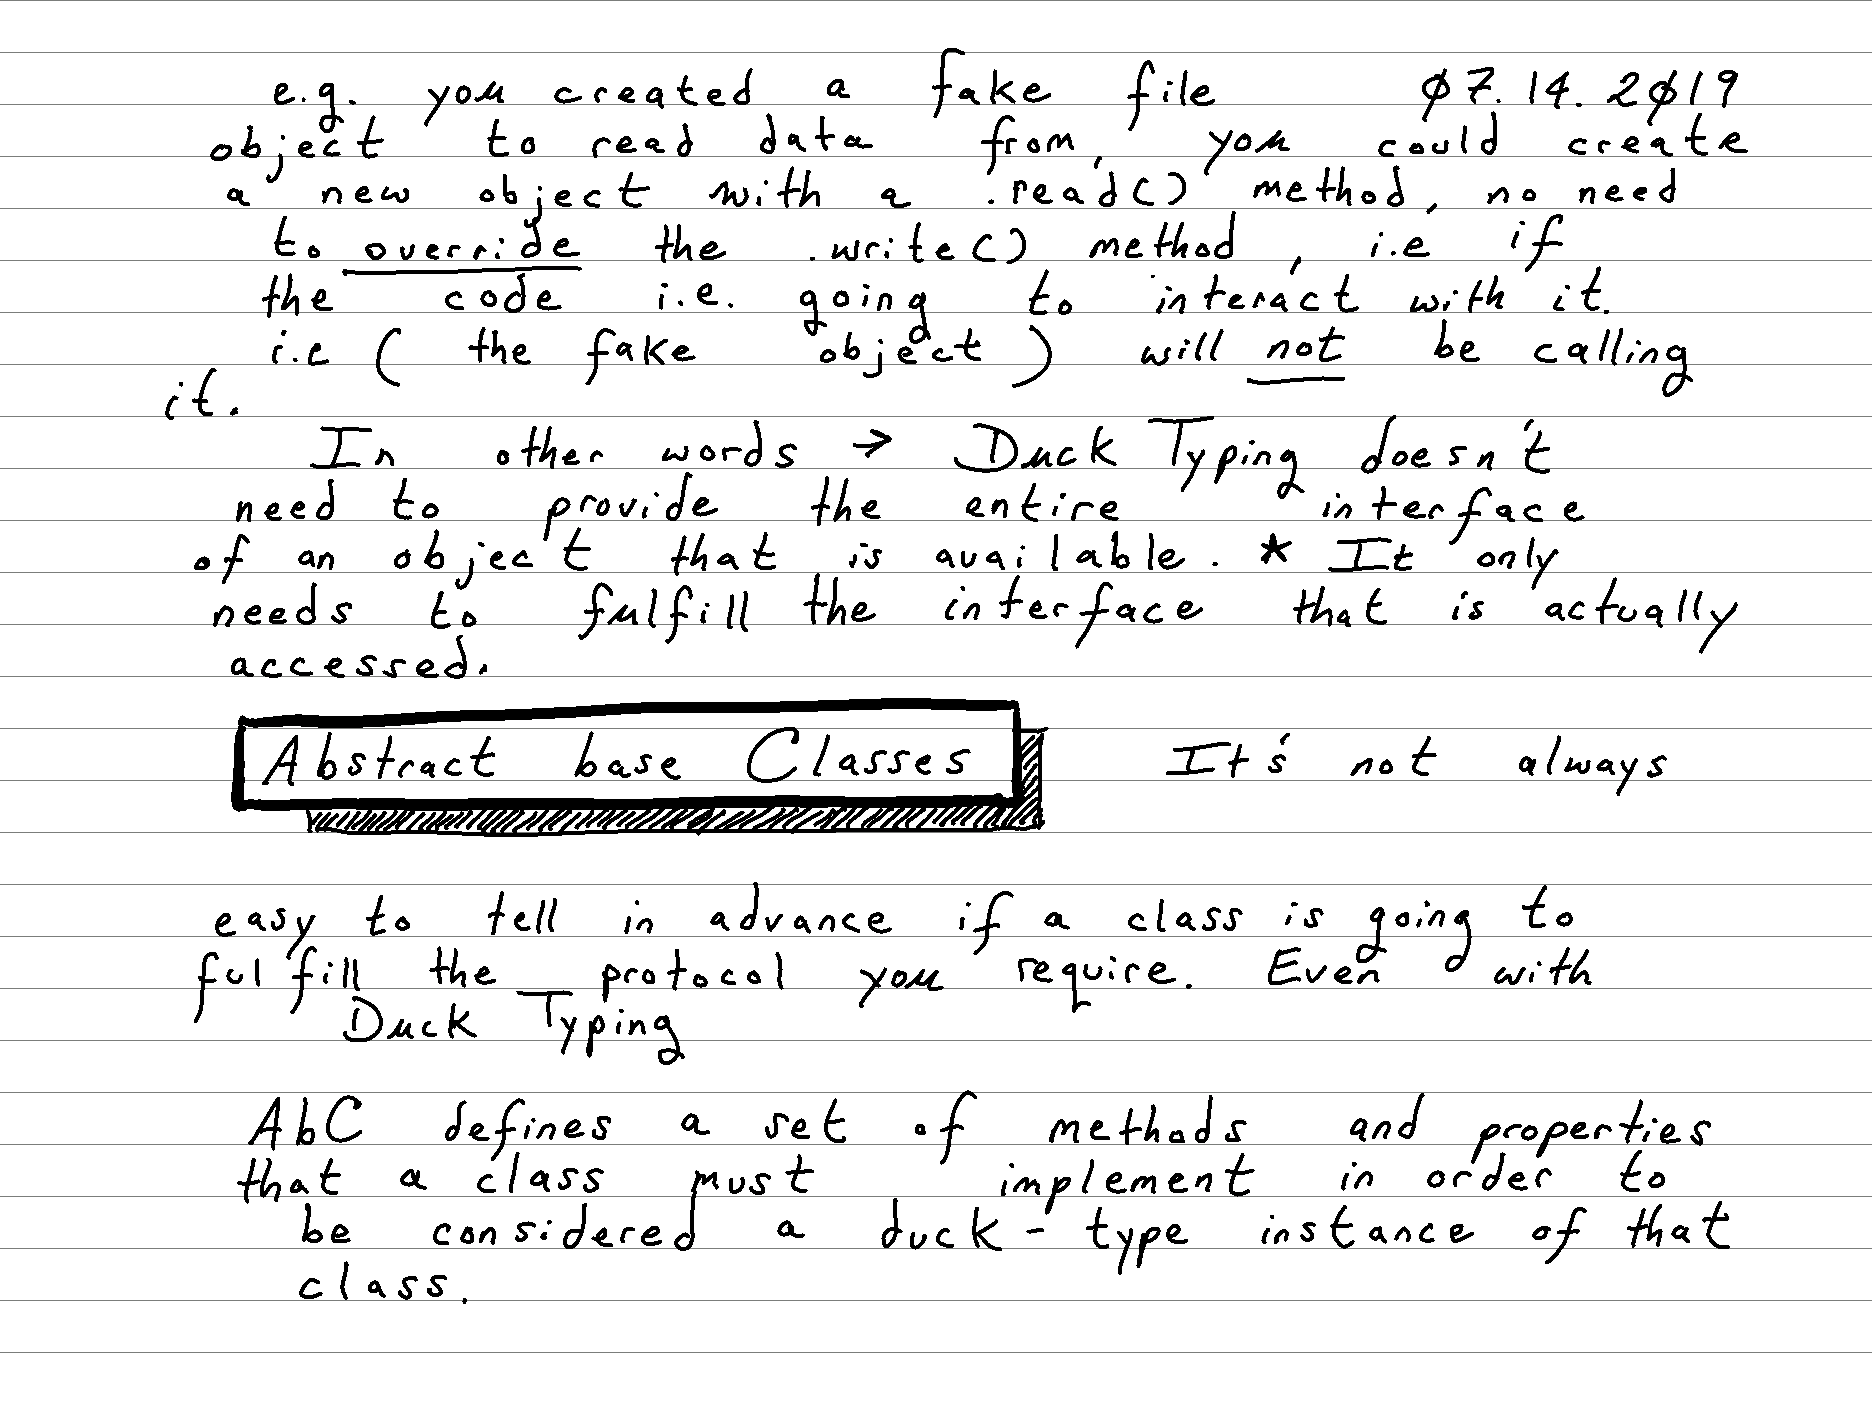 e.g. you created a fake file 07.14.2019
object to read data from, you could create
a new object with a .read() method, no need
to override the .write() method, i.e if
the code i.e. going to interact with it.
i.e ( the fake object ) will not be calling
it.
In other words → Duck Typing doesn't
need to provide the entire interface
of an object that is available. * It only
needs to fulfill the interface that is actually
accessed.
Abstract base Classes It's not always
easy to tell in advance if a class is going to
fulfill the protocol you require. Even with
Duck Typing
AbC defines a set of methods and properties
that a class must implement in order to
be considered a duck-type instance of that
class.